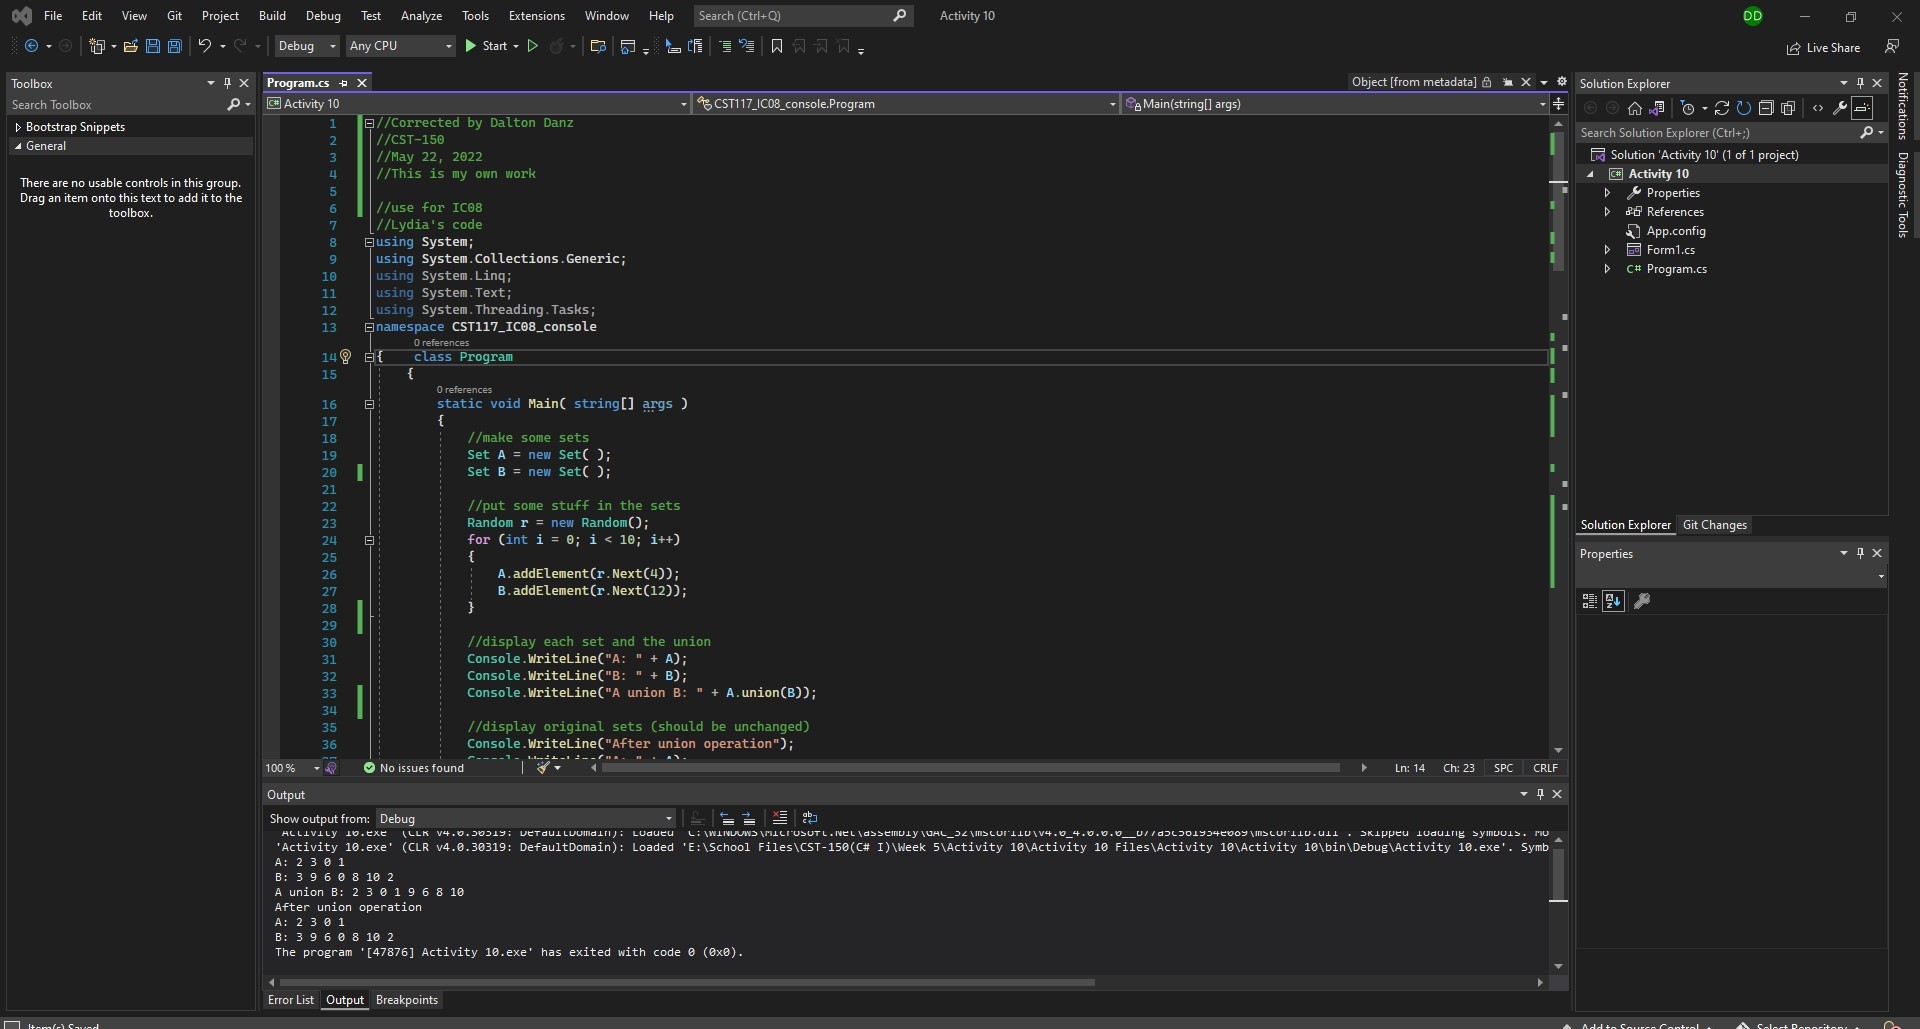 File Edit View Git Project Build Debug Test Analyze Tools Extensions Window Help Search (Ctrl+Q) Activity 10 DD
Debug Any CPU Start Live Share
Toolbox
Search Toolbox
Bootstrap Snippets
General
There are no usable controls in this group.
Drag an item onto this text to add it to the
toolbox.
Program.cs Object [from metadata]
Activity 10 CST117_IC08_console.Program Main(string[] args)
1 //Corrected by Dalton Danz
2 //CST-150
3 //May 22, 2022
4 //This is my own work
5
6 //use for IC08
7 //Lydia's code
8 using System;
9 using System.Collections.Generic;
10 using System.Linq;
11 using System.Text;
12 using System.Threading.Tasks;
13 namespace CST117_IC08_console
0 references
14 { class Program
15 {
0 references
16 static void Main( string[] args )
17 {
18 //make some sets
19 Set A = new Set( );
20 Set B = new Set( );
21
22 //put some stuff in the sets
23 Random r = new Random();
24 for (int i = 0; i < 10; i++)
25 {
26 A.addElement(r.Next(4));
27 B.addElement(r.Next(12));
28 }
29
30 //display each set and the union
31 Console.WriteLine("A: " + A);
32 Console.WriteLine("B: " + B);
33 Console.WriteLine("A union B: " + A.union(B));
34
35 //display original sets (should be unchanged)
36 Console.WriteLine("After union operation");
100 % No issues found Ln: 14 Ch: 23 SPC CRLF
Output
Show output from: Debug
'Activity 10.exe' (CLR v4.0.30319: DefaultDomain): Loaded 'C:\WINDOWS\Microsoft.Net\assembly\GAC_32\mscorlib\v4.0_4.0.0.0__b77a5c561934e089\mscorlib.dll'. Skipped loading symbols. Mo
'Activity 10.exe' (CLR v4.0.30319: DefaultDomain): Loaded 'E:\School Files\CST-150(C# I)\Week 5\Activity 10\Activity 10 Files\Activity 10\Activity 10\bin\Debug\Activity 10.exe'. Symb
A: 2 3 0 1
B: 3 9 6 0 8 10 2
A union B: 2 3 0 1 9 6 8 10
After union operation
A: 2 3 0 1
B: 3 9 6 0 8 10 2
The program '[47876] Activity 10.exe' has exited with code 0 (0x0).
Error List Output Breakpoints
Solution Explorer
Search Solution Explorer (Ctrl+;)
Solution 'Activity 10' (1 of 1 project)
C# Activity 10
Properties
References
App.config
Form1.cs
C# Program.cs
Solution Explorer Git Changes
Properties
Notifications
Diagnostic Tools
Item(s) Saved Add to Source Control Select Repository